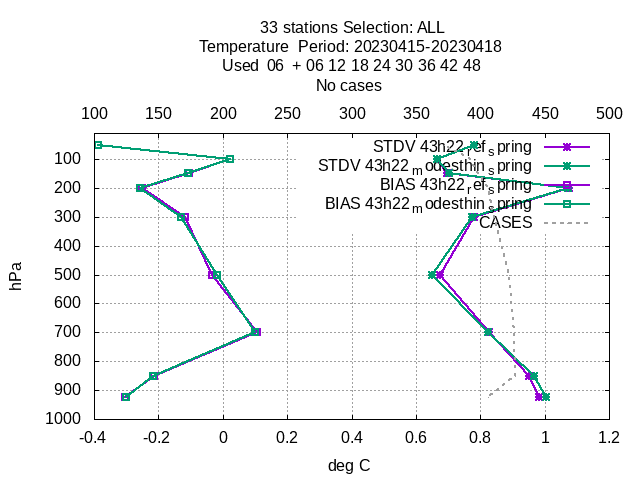 33 stations Selection: ALL
Temperature  Period: 20230415-20230418
Used  06  + 06 12 18 24 30 36 42 48
No cases
100 150 200 250 300 350 400 450 500
STDV 43h22_ref_spring
STDV 43h22_modesthin_spring
BIAS 43h22_ref_spring
BIAS 43h22_modesthin_spring
CASES
hPa
100
200
300
400
500
600
700
800
900
1000
-0.4 -0.2 0 0.2 0.4 0.6 0.8 1 1.2
deg C